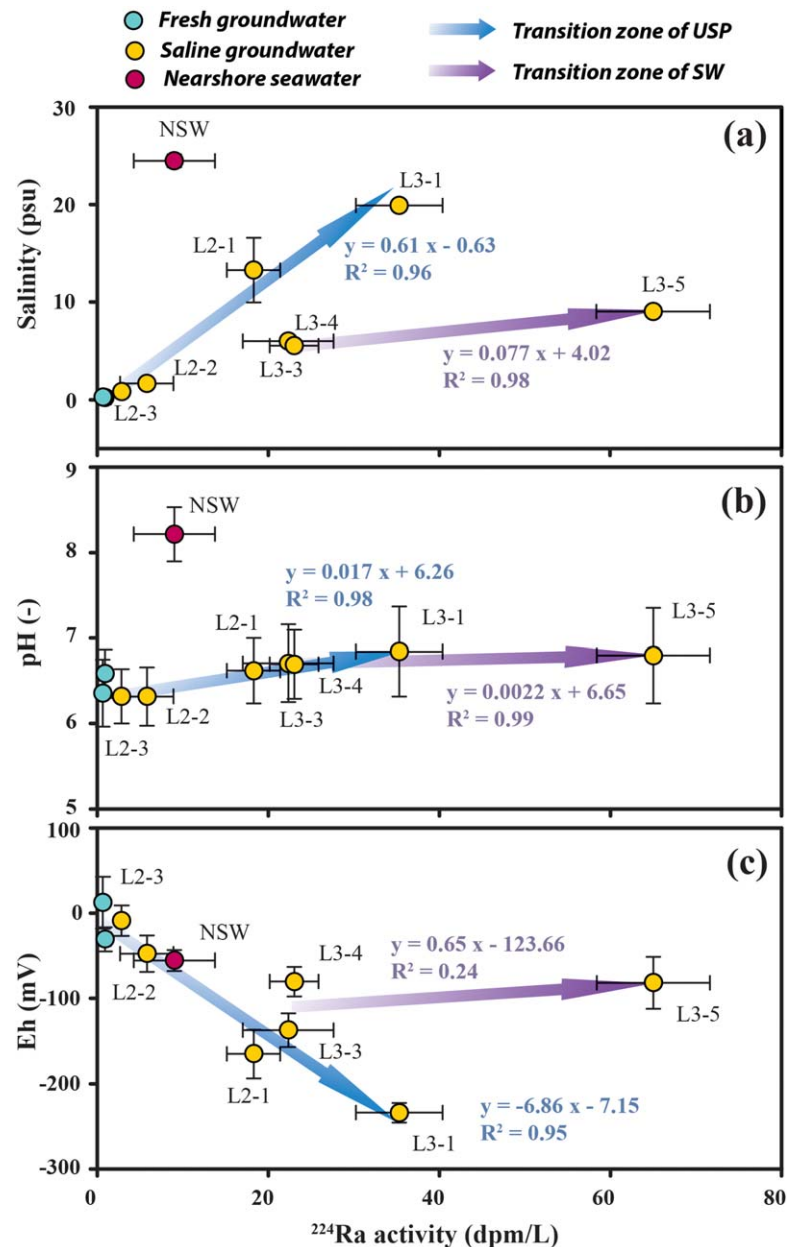 Fresh groundwater
Saline groundwater
Nearshore seawater
Transition zone of USP
Transition zone of SW
(a)
Salinity (psu)
30
20
10
0
NSW
L3-1
L2-1
y = 0.61 x - 0.63
R² = 0.96
L3-5
L3-4
L3-3
L2-2
L2-3
y = 0.077 x + 4.02
R² = 0.98
(b)
pH (-)
9
8
7
6
5
NSW
y = 0.017 x + 6.26
R² = 0.98
L2-1
L3-1
L3-5
L3-4
L2-2
L3-3
L2-3
y = 0.0022 x + 6.65
R² = 0.99
(c)
Eh (mV)
100
0
-100
-200
-300
L2-3
NSW
y = 0.65 x - 123.66
R² = 0.24
L3-4
L2-2
L3-5
L3-3
L2-1
y = -6.86 x - 7.15
R² = 0.95
L3-1
0 20 40 60 80
²²⁴Ra activity (dpm/L)